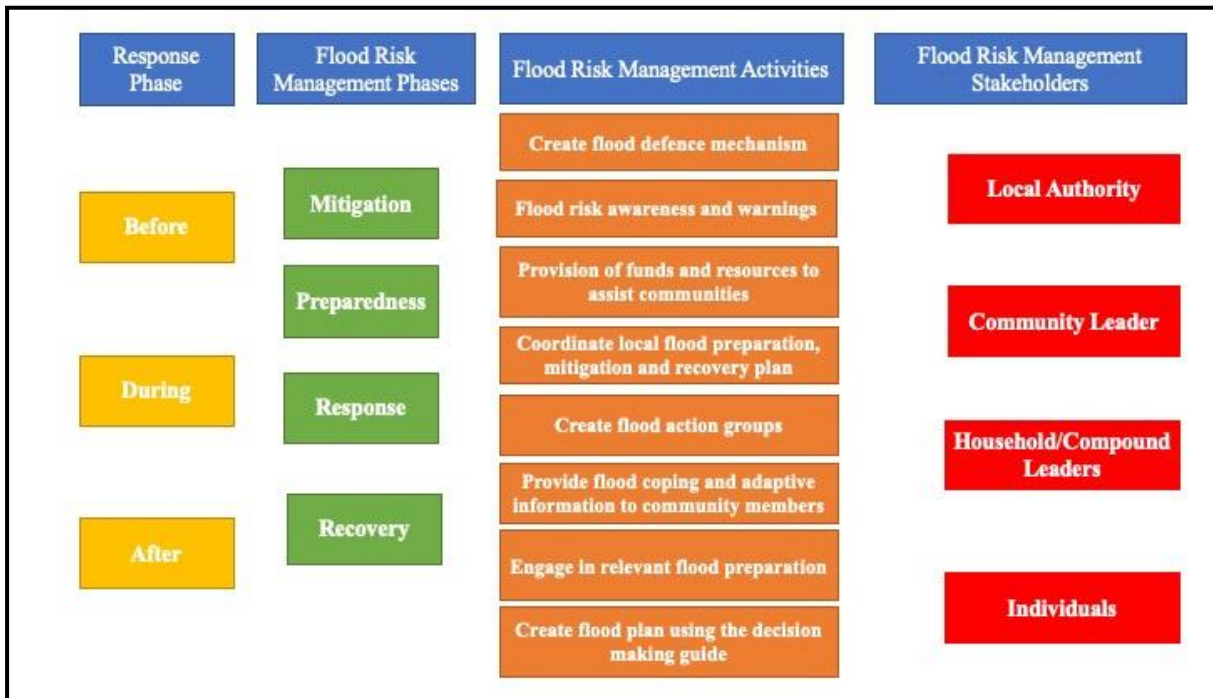 Response
Phase
Flood Risk
Management Phases
Flood Risk Management Activities
Flood Risk Management
Stakeholders
Before
During
After
Mitigation
Preparedness
Response
Recovery
Create flood defence mechanism
Flood risk awareness and warnings
Provision of funds and resources to
assist communities
Coordinate local flood preparation,
mitigation and recovery plan
Create flood action groups
Provide flood coping and adaptive
information to community members
Engage in relevant flood preparation
Create flood plan using the decision
making guide
Local Authority
Community Leader
Household/Compound
Leaders
Individuals